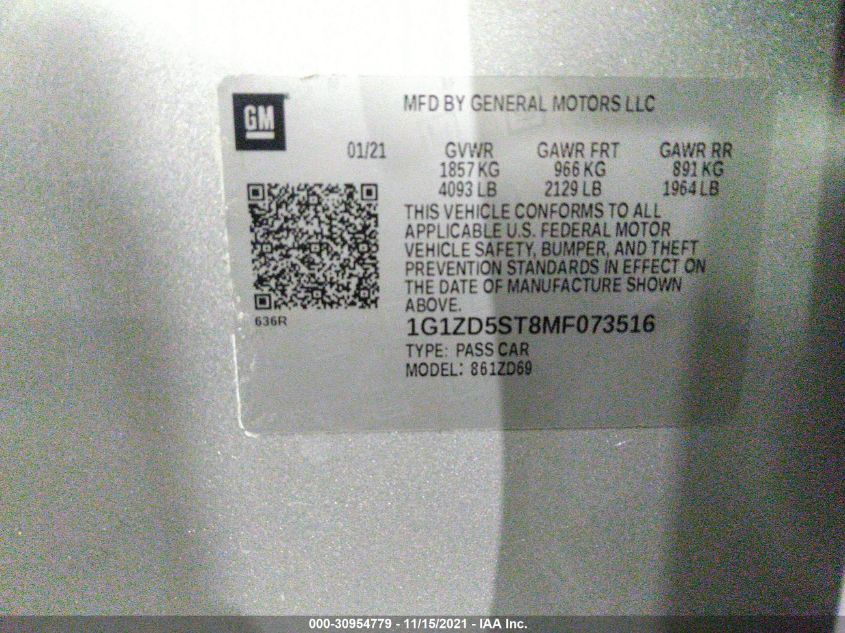 GM
MFD BY GENERAL MOTORS LLC
01/21 GVWR GAWR FRT GAWR RR
1857 KG 966 KG 891 KG
4093 LB 2129 LB 1964 LB
THIS VEHICLE CONFORMS TO ALL
APPLICABLE U.S. FEDERAL MOTOR
VEHICLE SAFETY, BUMPER, AND THEFT
PREVENTION STANDARDS IN EFFECT ON
THE DATE OF MANUFACTURE SHOWN
ABOVE.
636R
1G1ZD5ST8MF073516
TYPE: PASS CAR
MODEL: 861ZD69
000-30954779 - 11/15/2021 - IAA Inc.